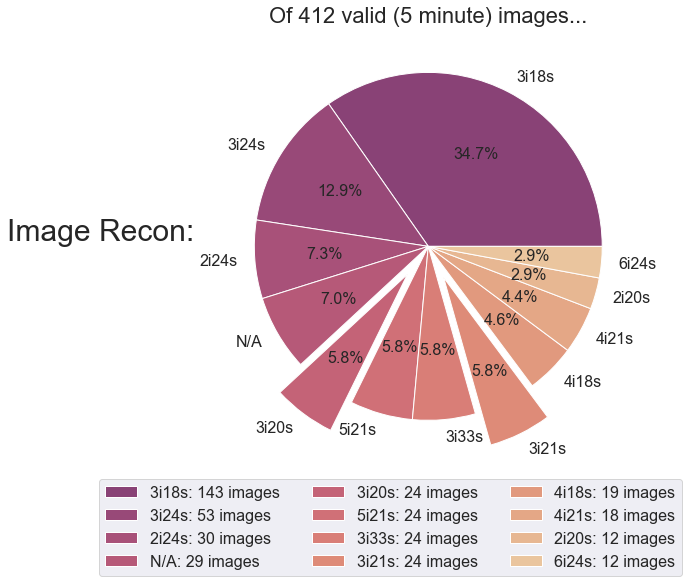 Of 412 valid (5 minute) images...
Image Recon:
3i18s
34.7%
3i24s
12.9%
2i24s
7.3%
N/A
7.0%
3i20s
5.8%
5i21s
5.8%
3i33s
5.8%
3i21s
5.8%
4i18s
4.6%
4i21s
4.4%
2i20s
2.9%
6i24s
2.9%
3i18s: 143 images
3i24s: 53 images
2i24s: 30 images
N/A: 29 images
3i20s: 24 images
5i21s: 24 images
3i33s: 24 images
3i21s: 24 images
4i18s: 19 images
4i21s: 18 images
2i20s: 12 images
6i24s: 12 images